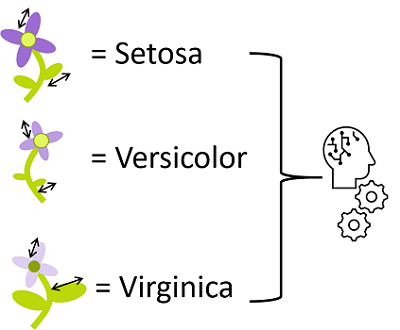 = Setosa
= Versicolor
= Virginica